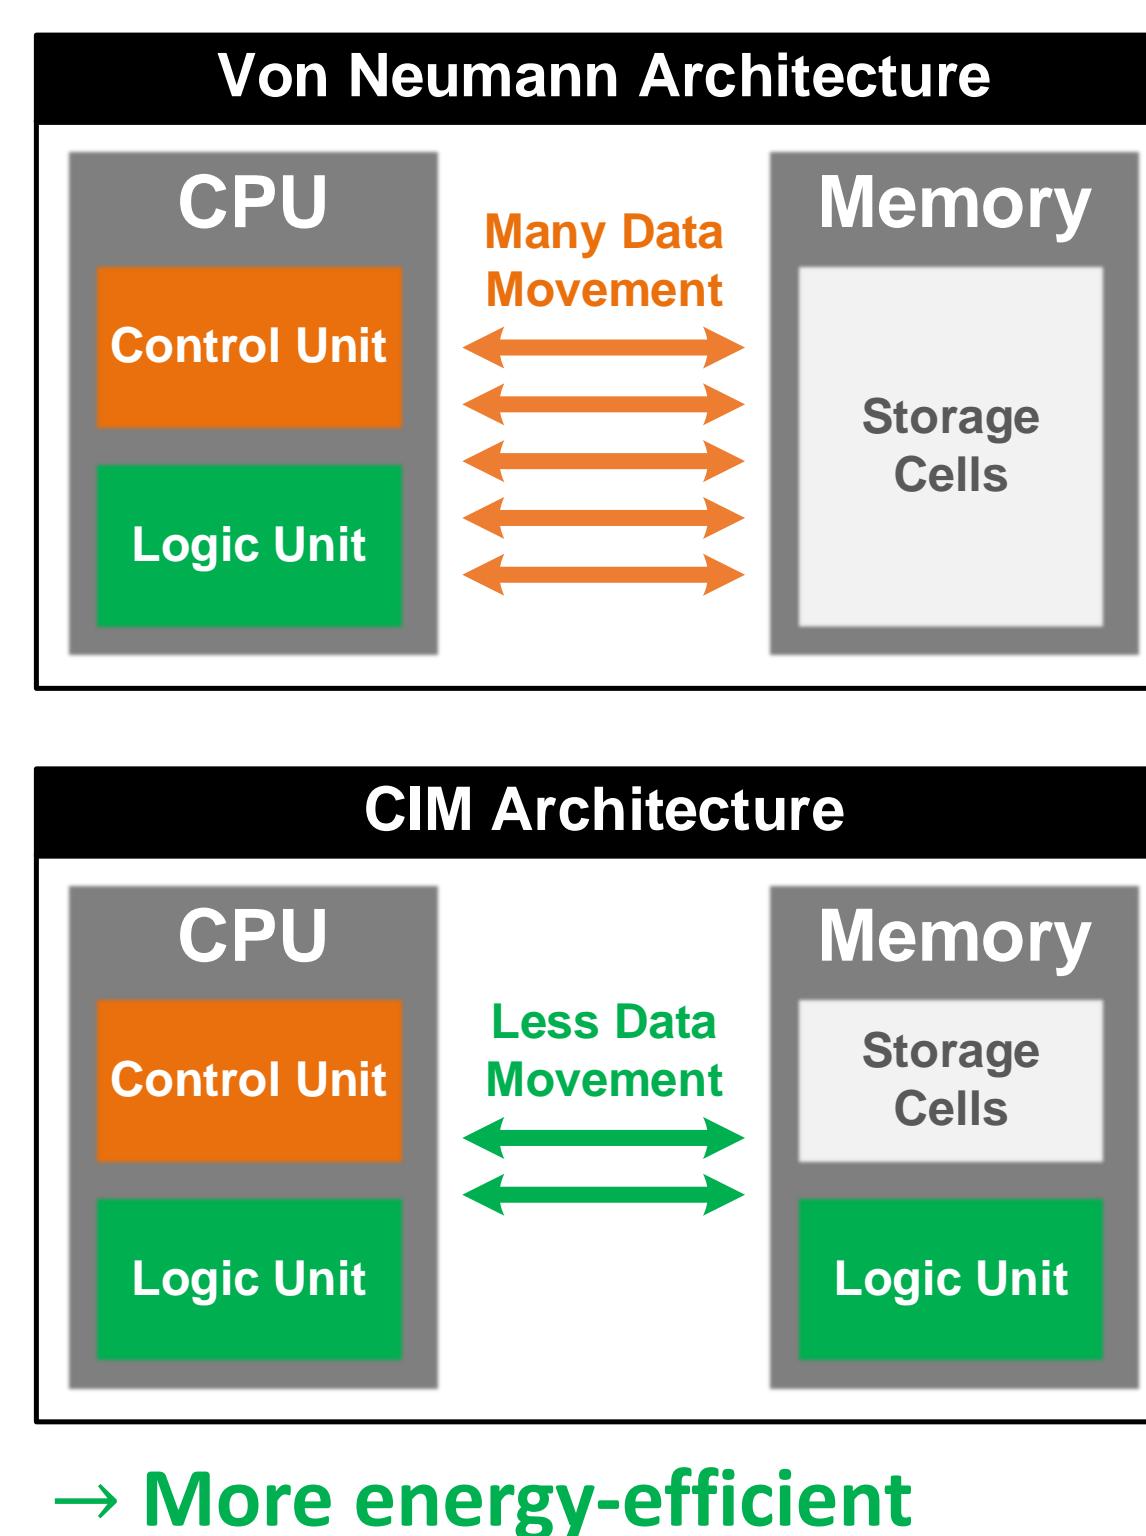 Von Neumann Architecture
CPU
Control Unit
Logic Unit
Many Data
Movement
Memory
Storage
Cells
CIM Architecture
CPU
Control Unit
Logic Unit
Less Data
Movement
Memory
Storage
Cells
Logic Unit
→ More energy-efficient